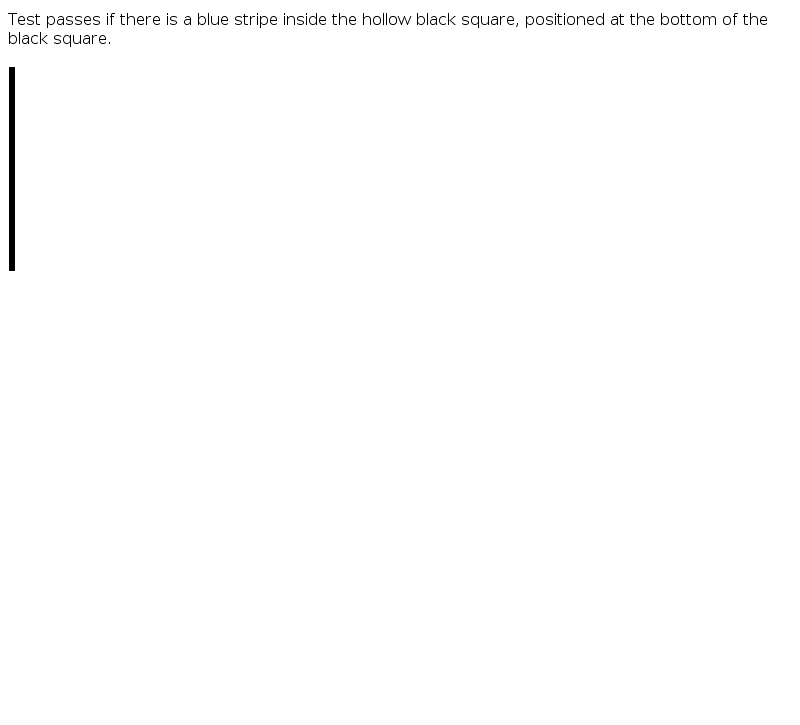 Test passes if there is a blue stripe inside the hollow black square, positioned at the bottom of the
black square.